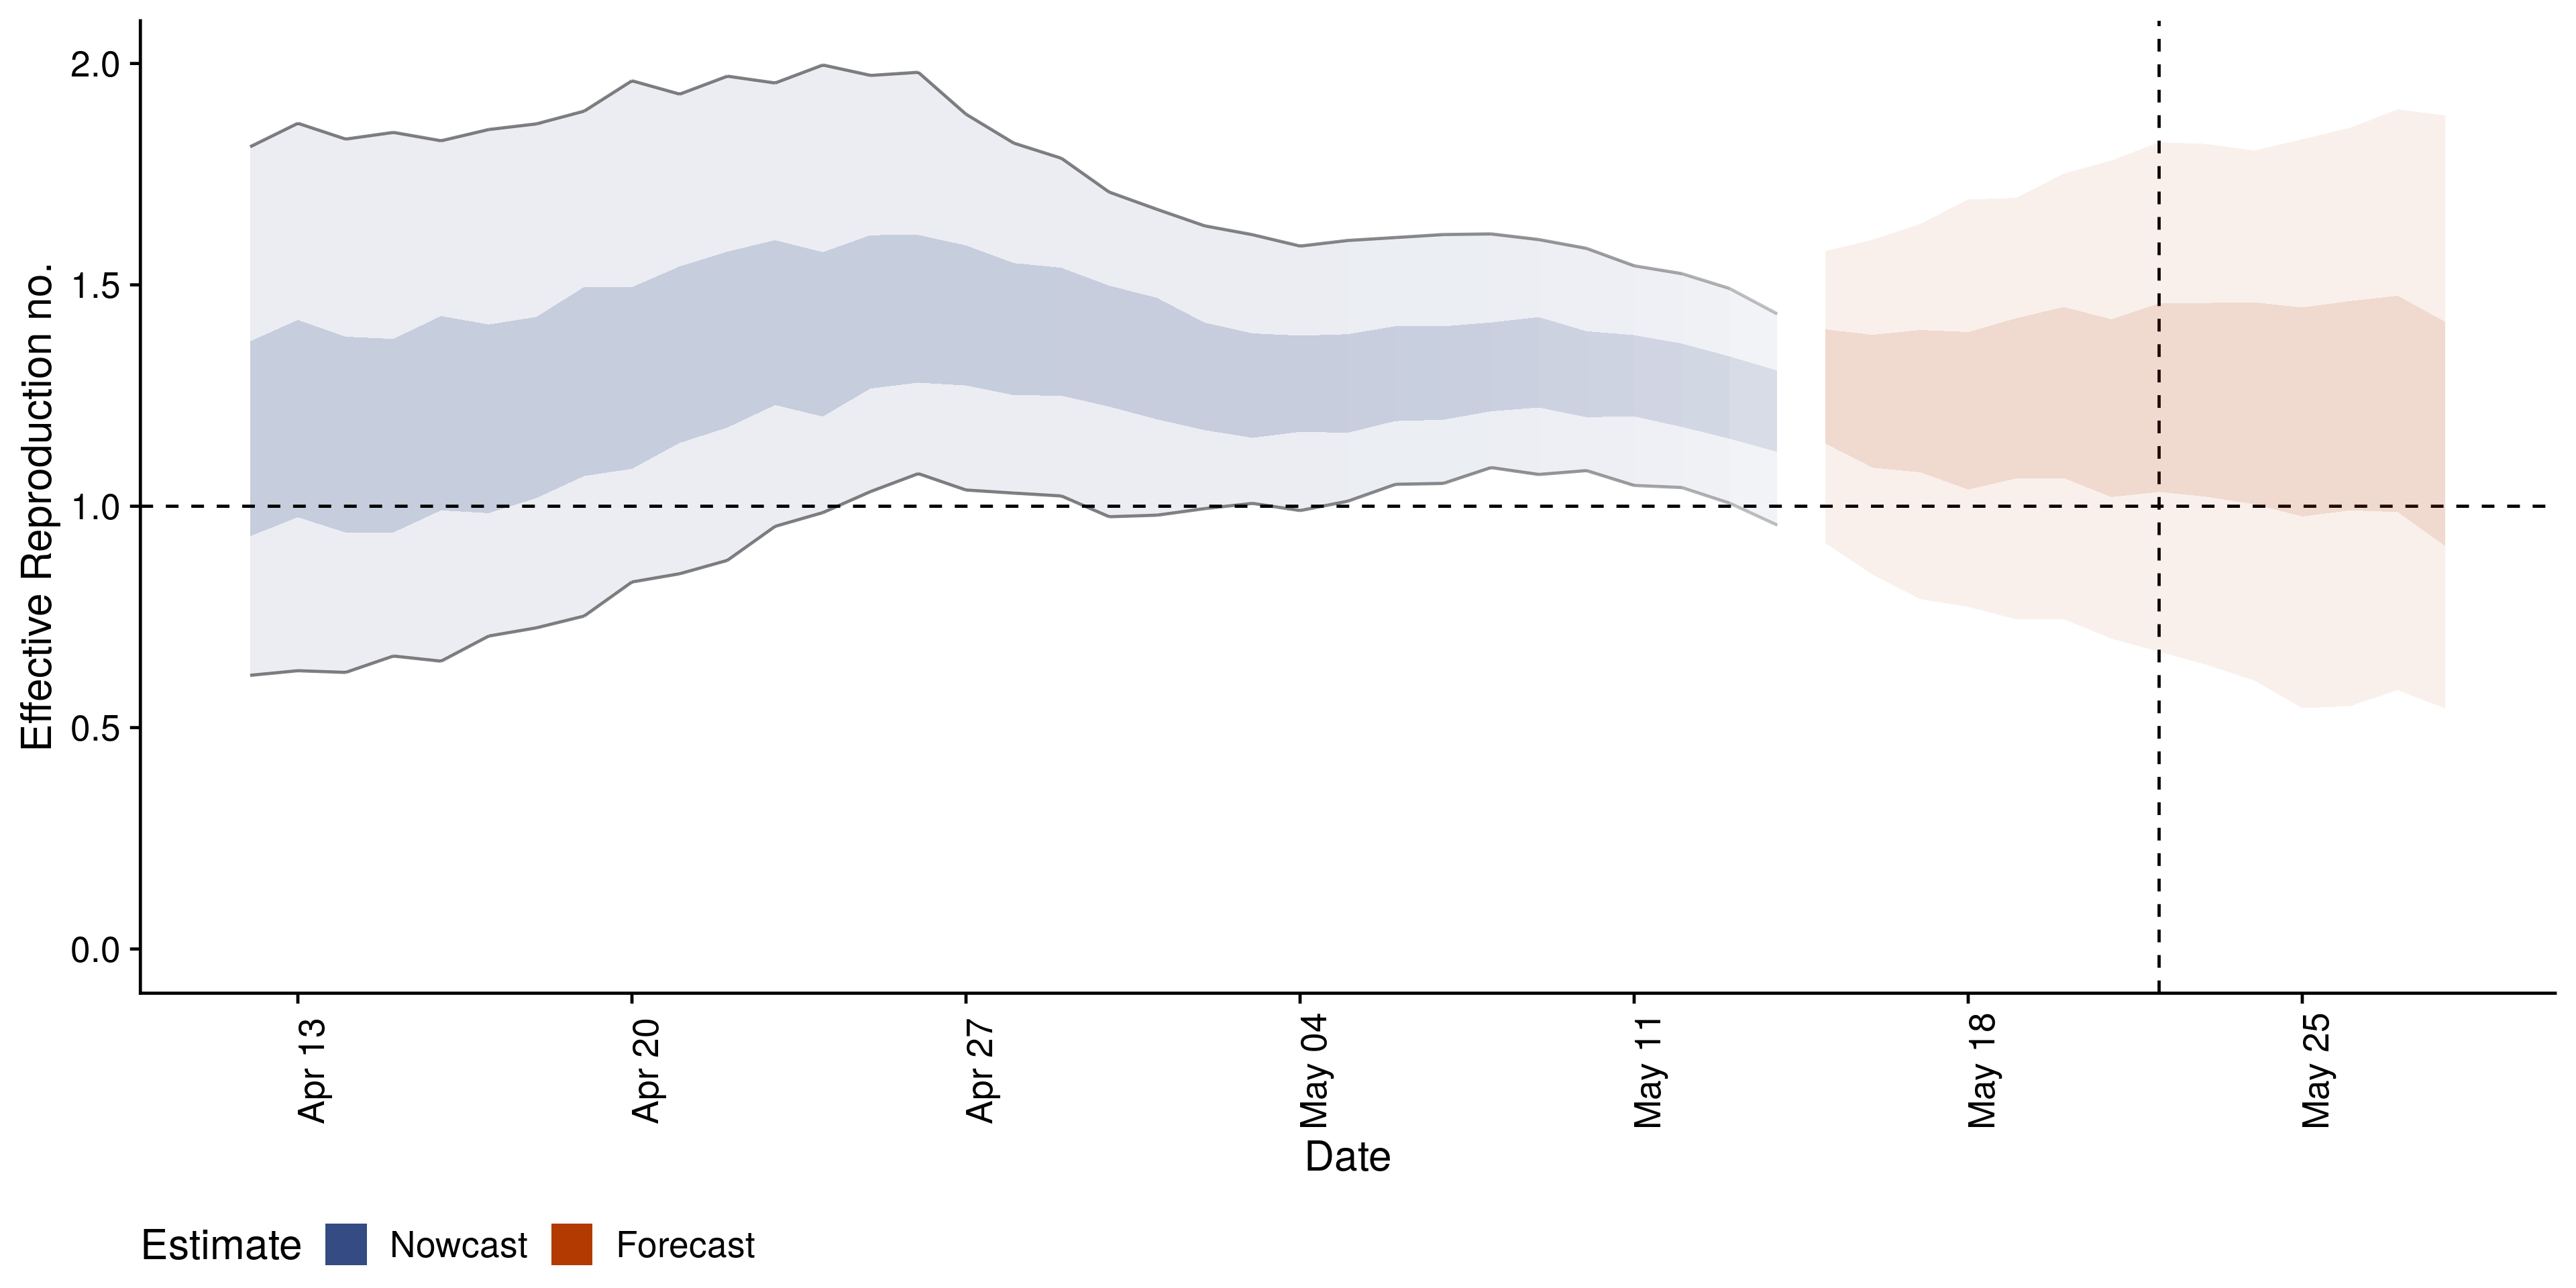 Effective Reproduction no.
2.0
1.5
1.0
0.5
0.0
Apr 13
Apr 20
Apr 27
May 04
May 11
May 18
May 25
Date
Estimate Nowcast Forecast